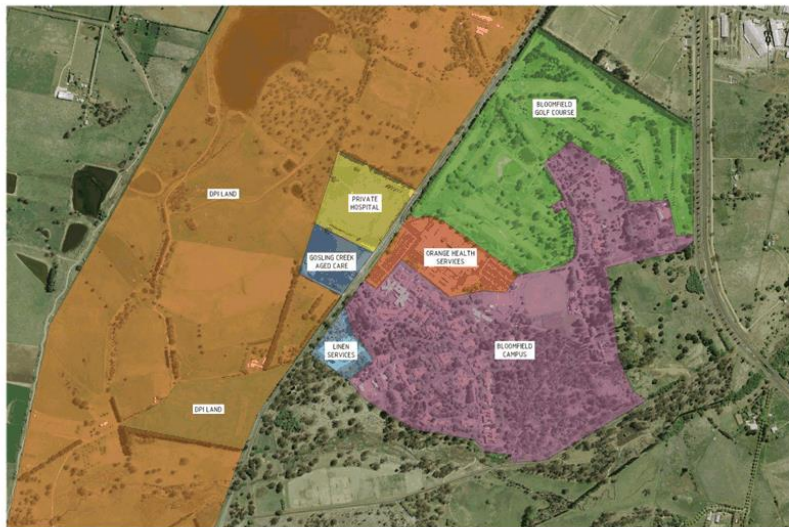 BLOOMFIELD
GOLF COURSE
DPI LAND
PRIVATE
HOSPITAL
GOSLING CREEK
AGED CARE
ORANGE HEALTH
SERVICES
LINEN
SERVICES
BLOOMFIELD
CAMPUS
DPI LAND